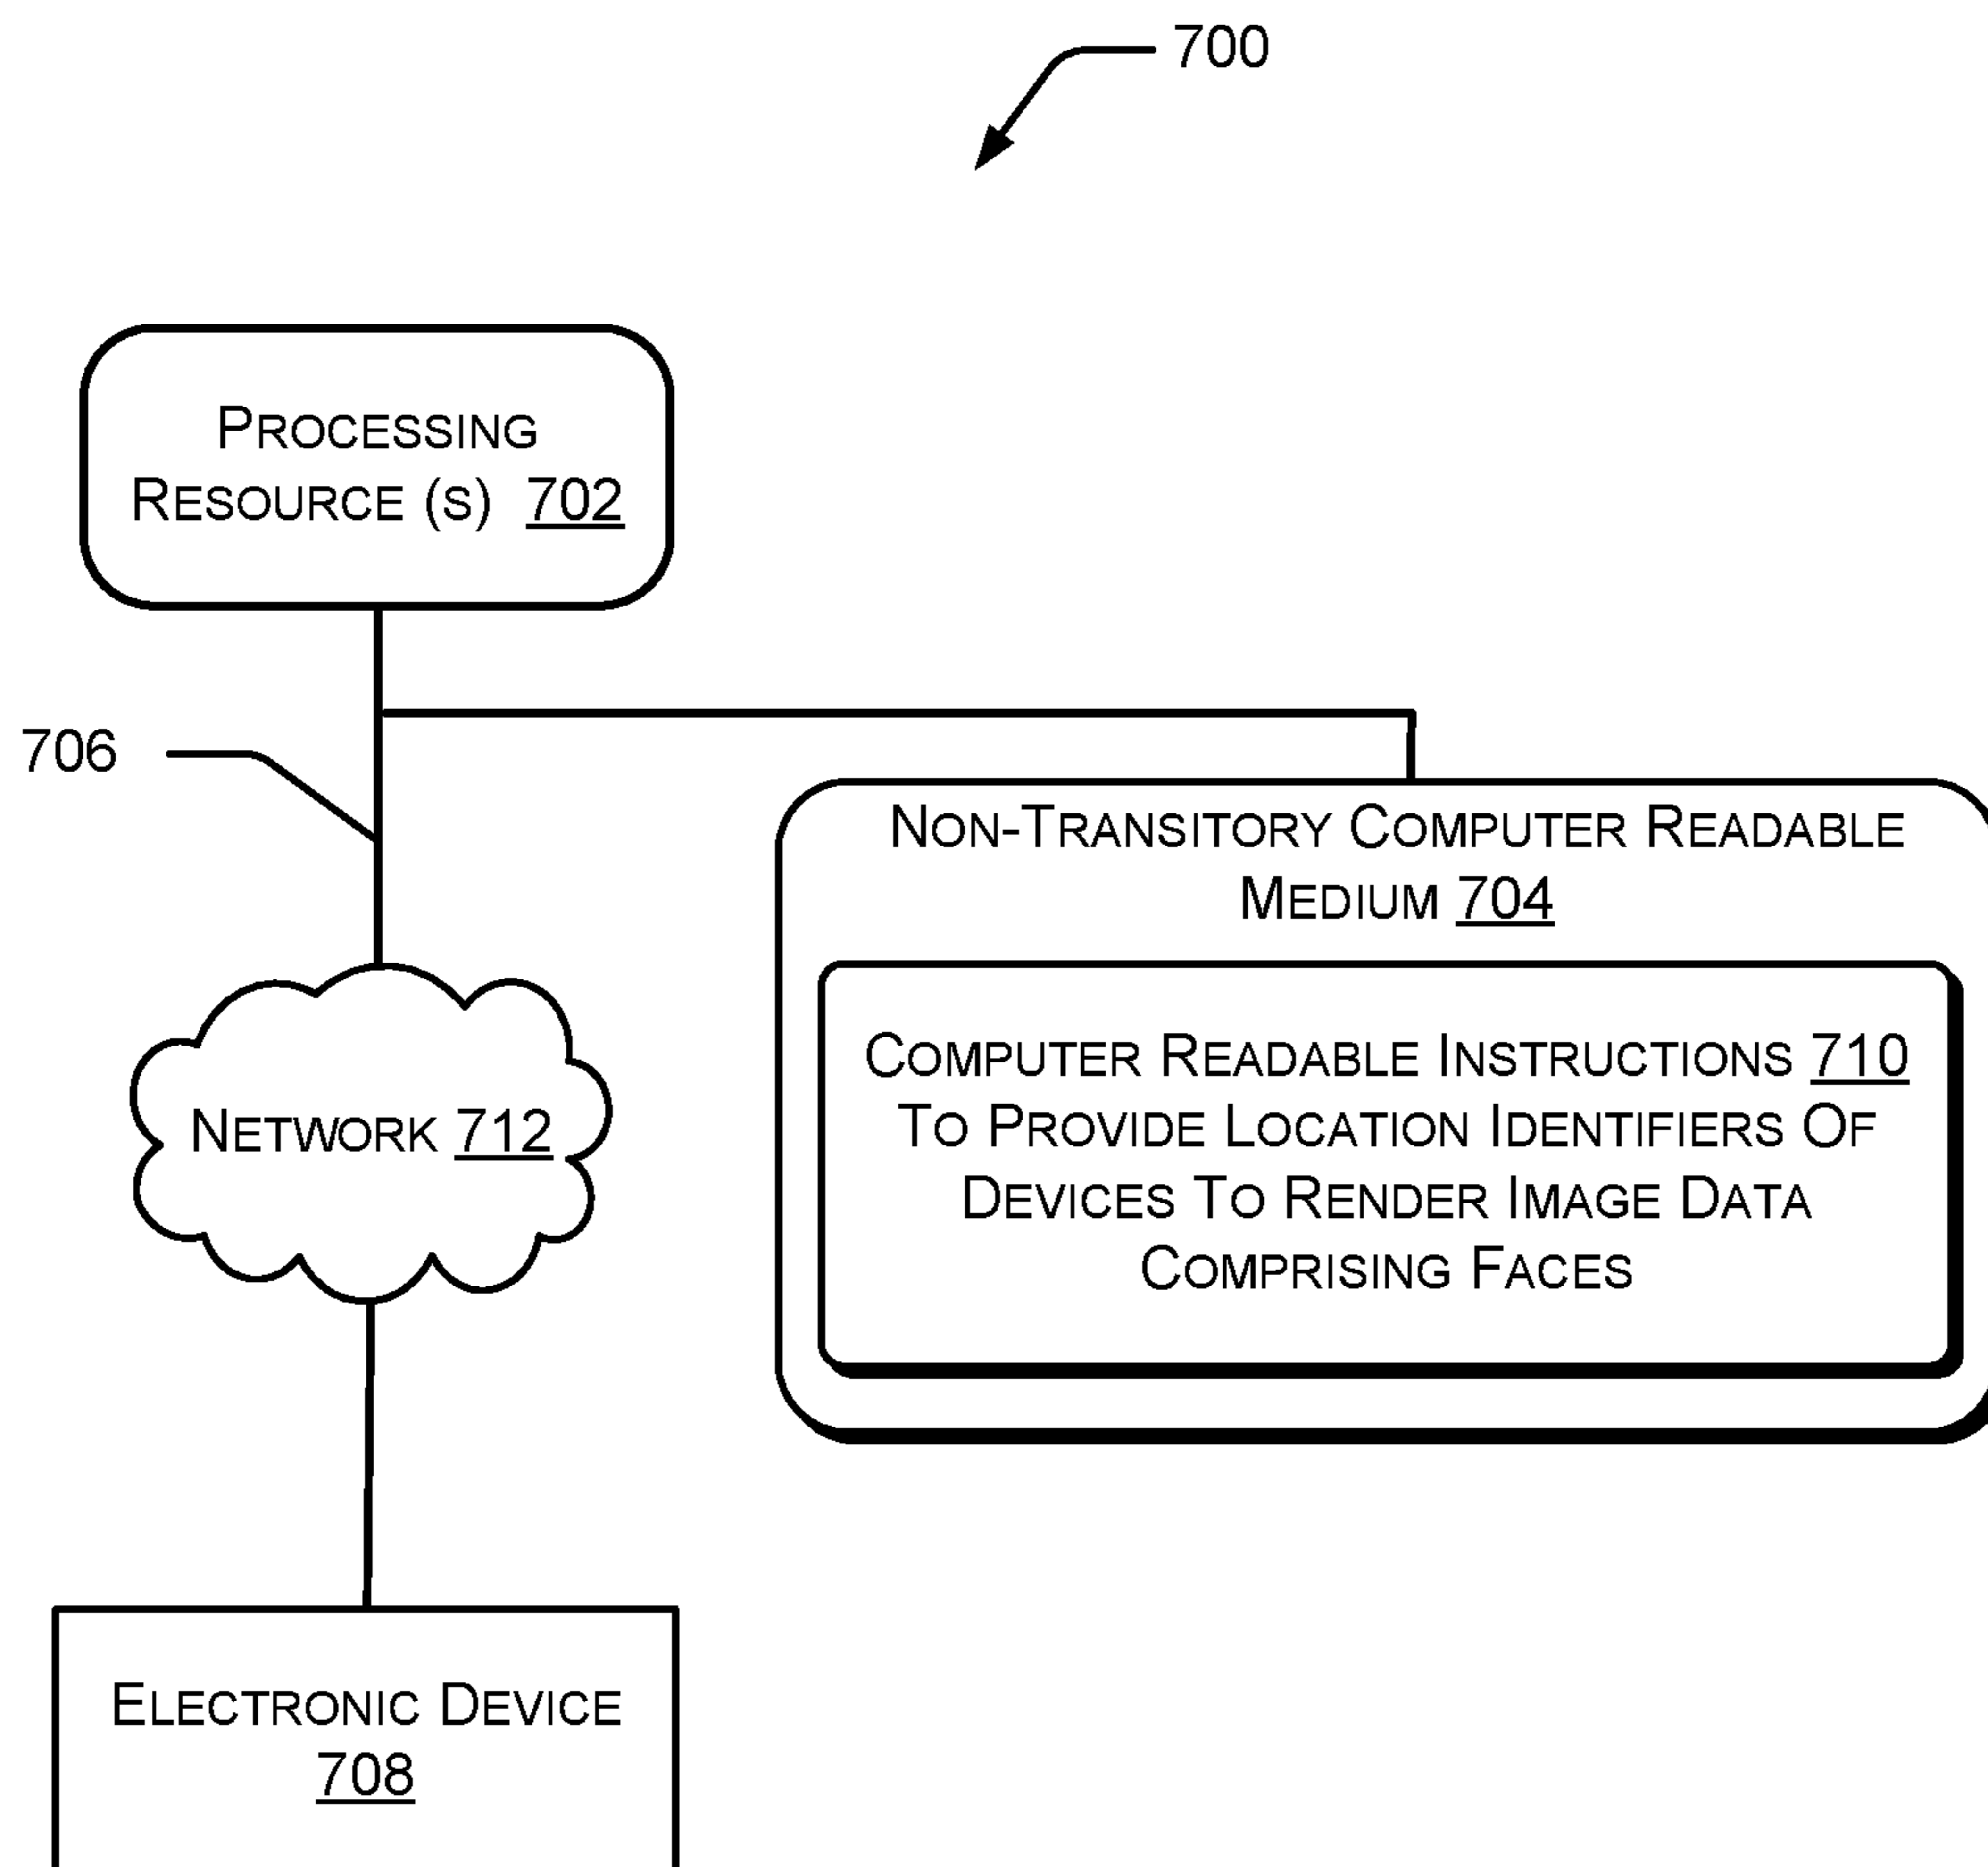 700
Processing
Resource (s) 702
706
Non-Transitory Computer Readable
Medium 704
Computer Readable Instructions 710
To Provide Location Identifiers Of
Devices To Render Image Data
Comprising Faces
Network 712
Electronic Device
708